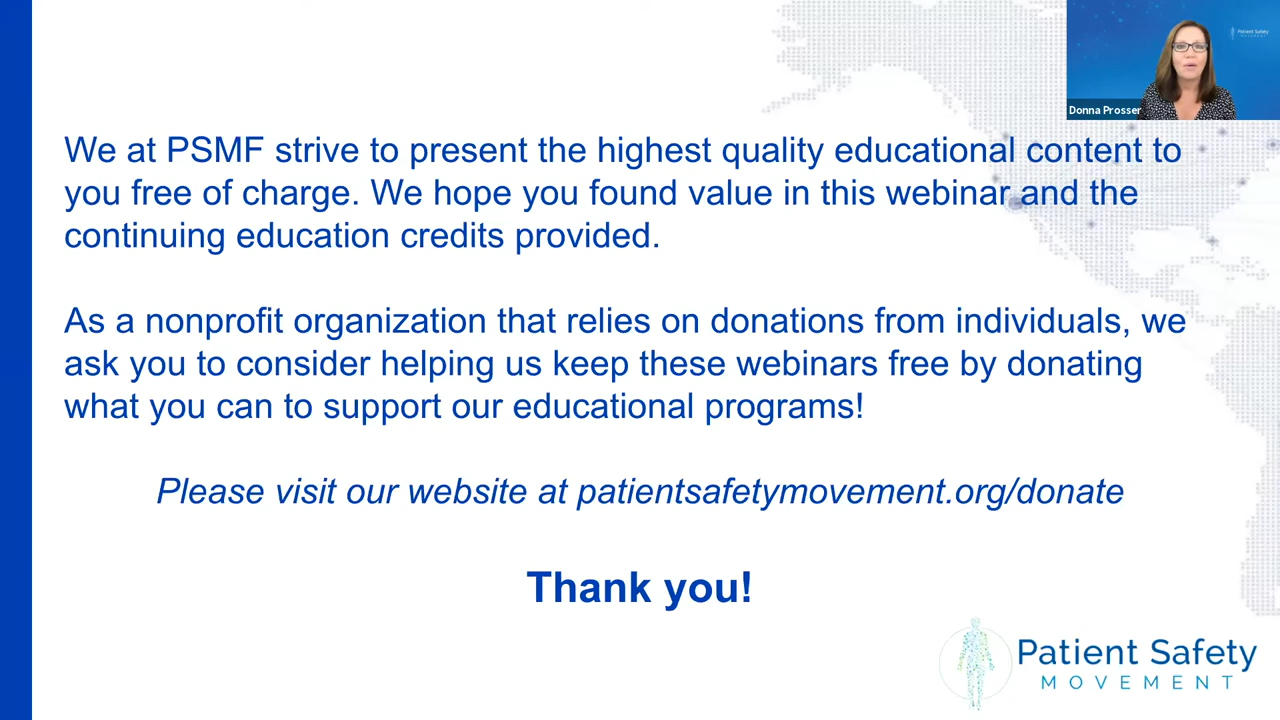 Patient Safety
MOVEMENT
Donna Prosser
We at PSMF strive to present the highest quality educational content to
you free of charge. We hope you found value in this webinar and the
continuing education credits provided.
As a nonprofit organization that relies on donations from individuals, we
ask you to consider helping us keep these webinars free by donating
what you can to support our educational programs!
Please visit our website at patientsafetymovement.org/donate
Thank you!
Patient Safety
MOVEMENT